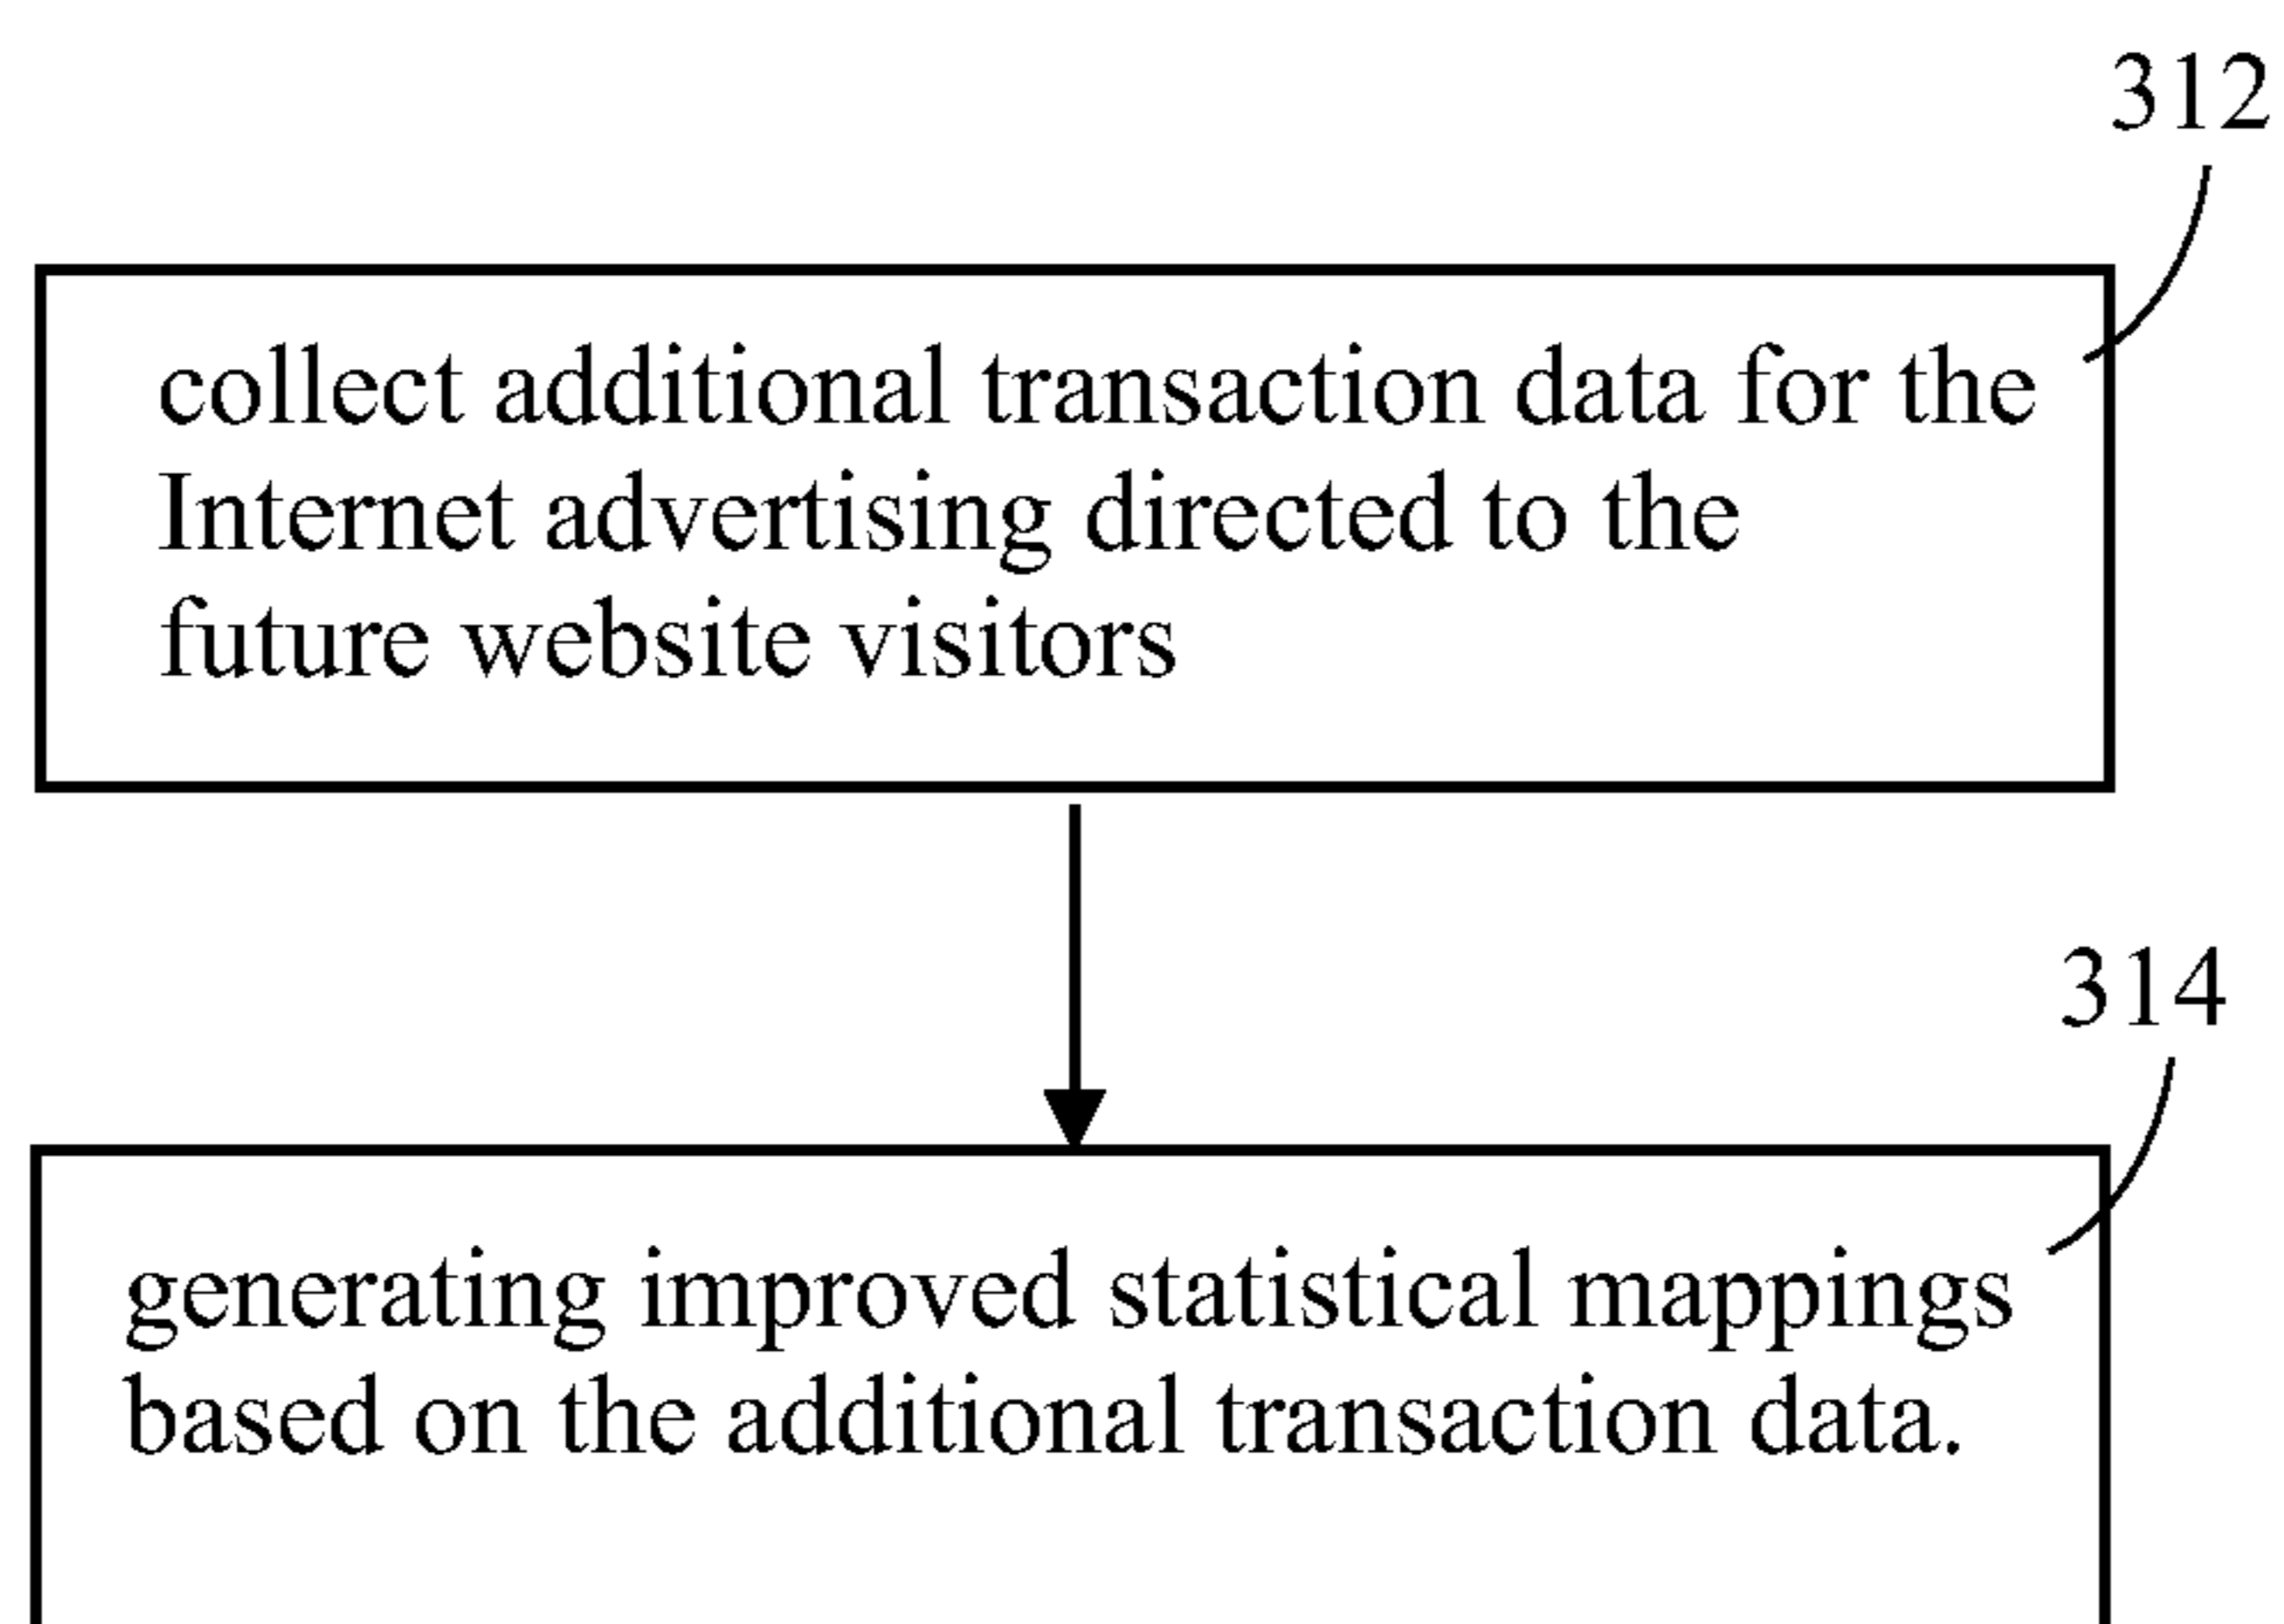 312
collect additional transaction data for the
Internet advertising directed to the
future website visitors
314
generating improved statistical mappings
based on the additional transaction data.